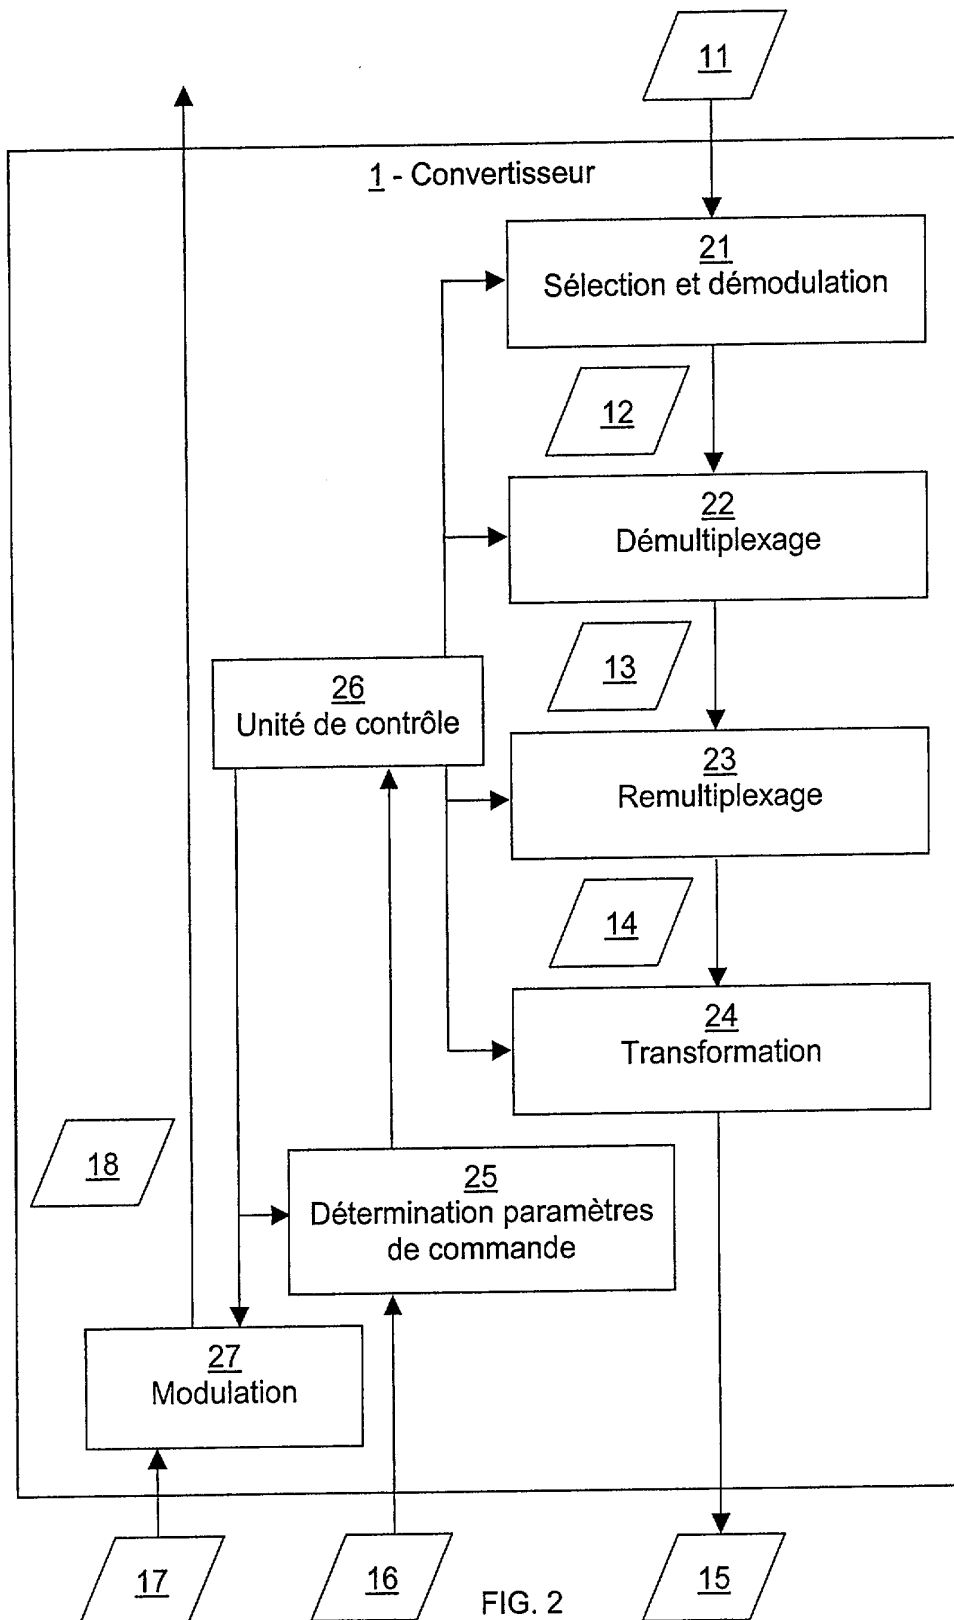 11
1 - Convertisseur
21
Sélection et démodulation
12
22
Démultiplexage
13
26
Unité de contrôle
23
Remultiplexage
14
24
Transformation
18
25
Détermination paramètres
de commande
27
Modulation
17
16
15
FIG. 2